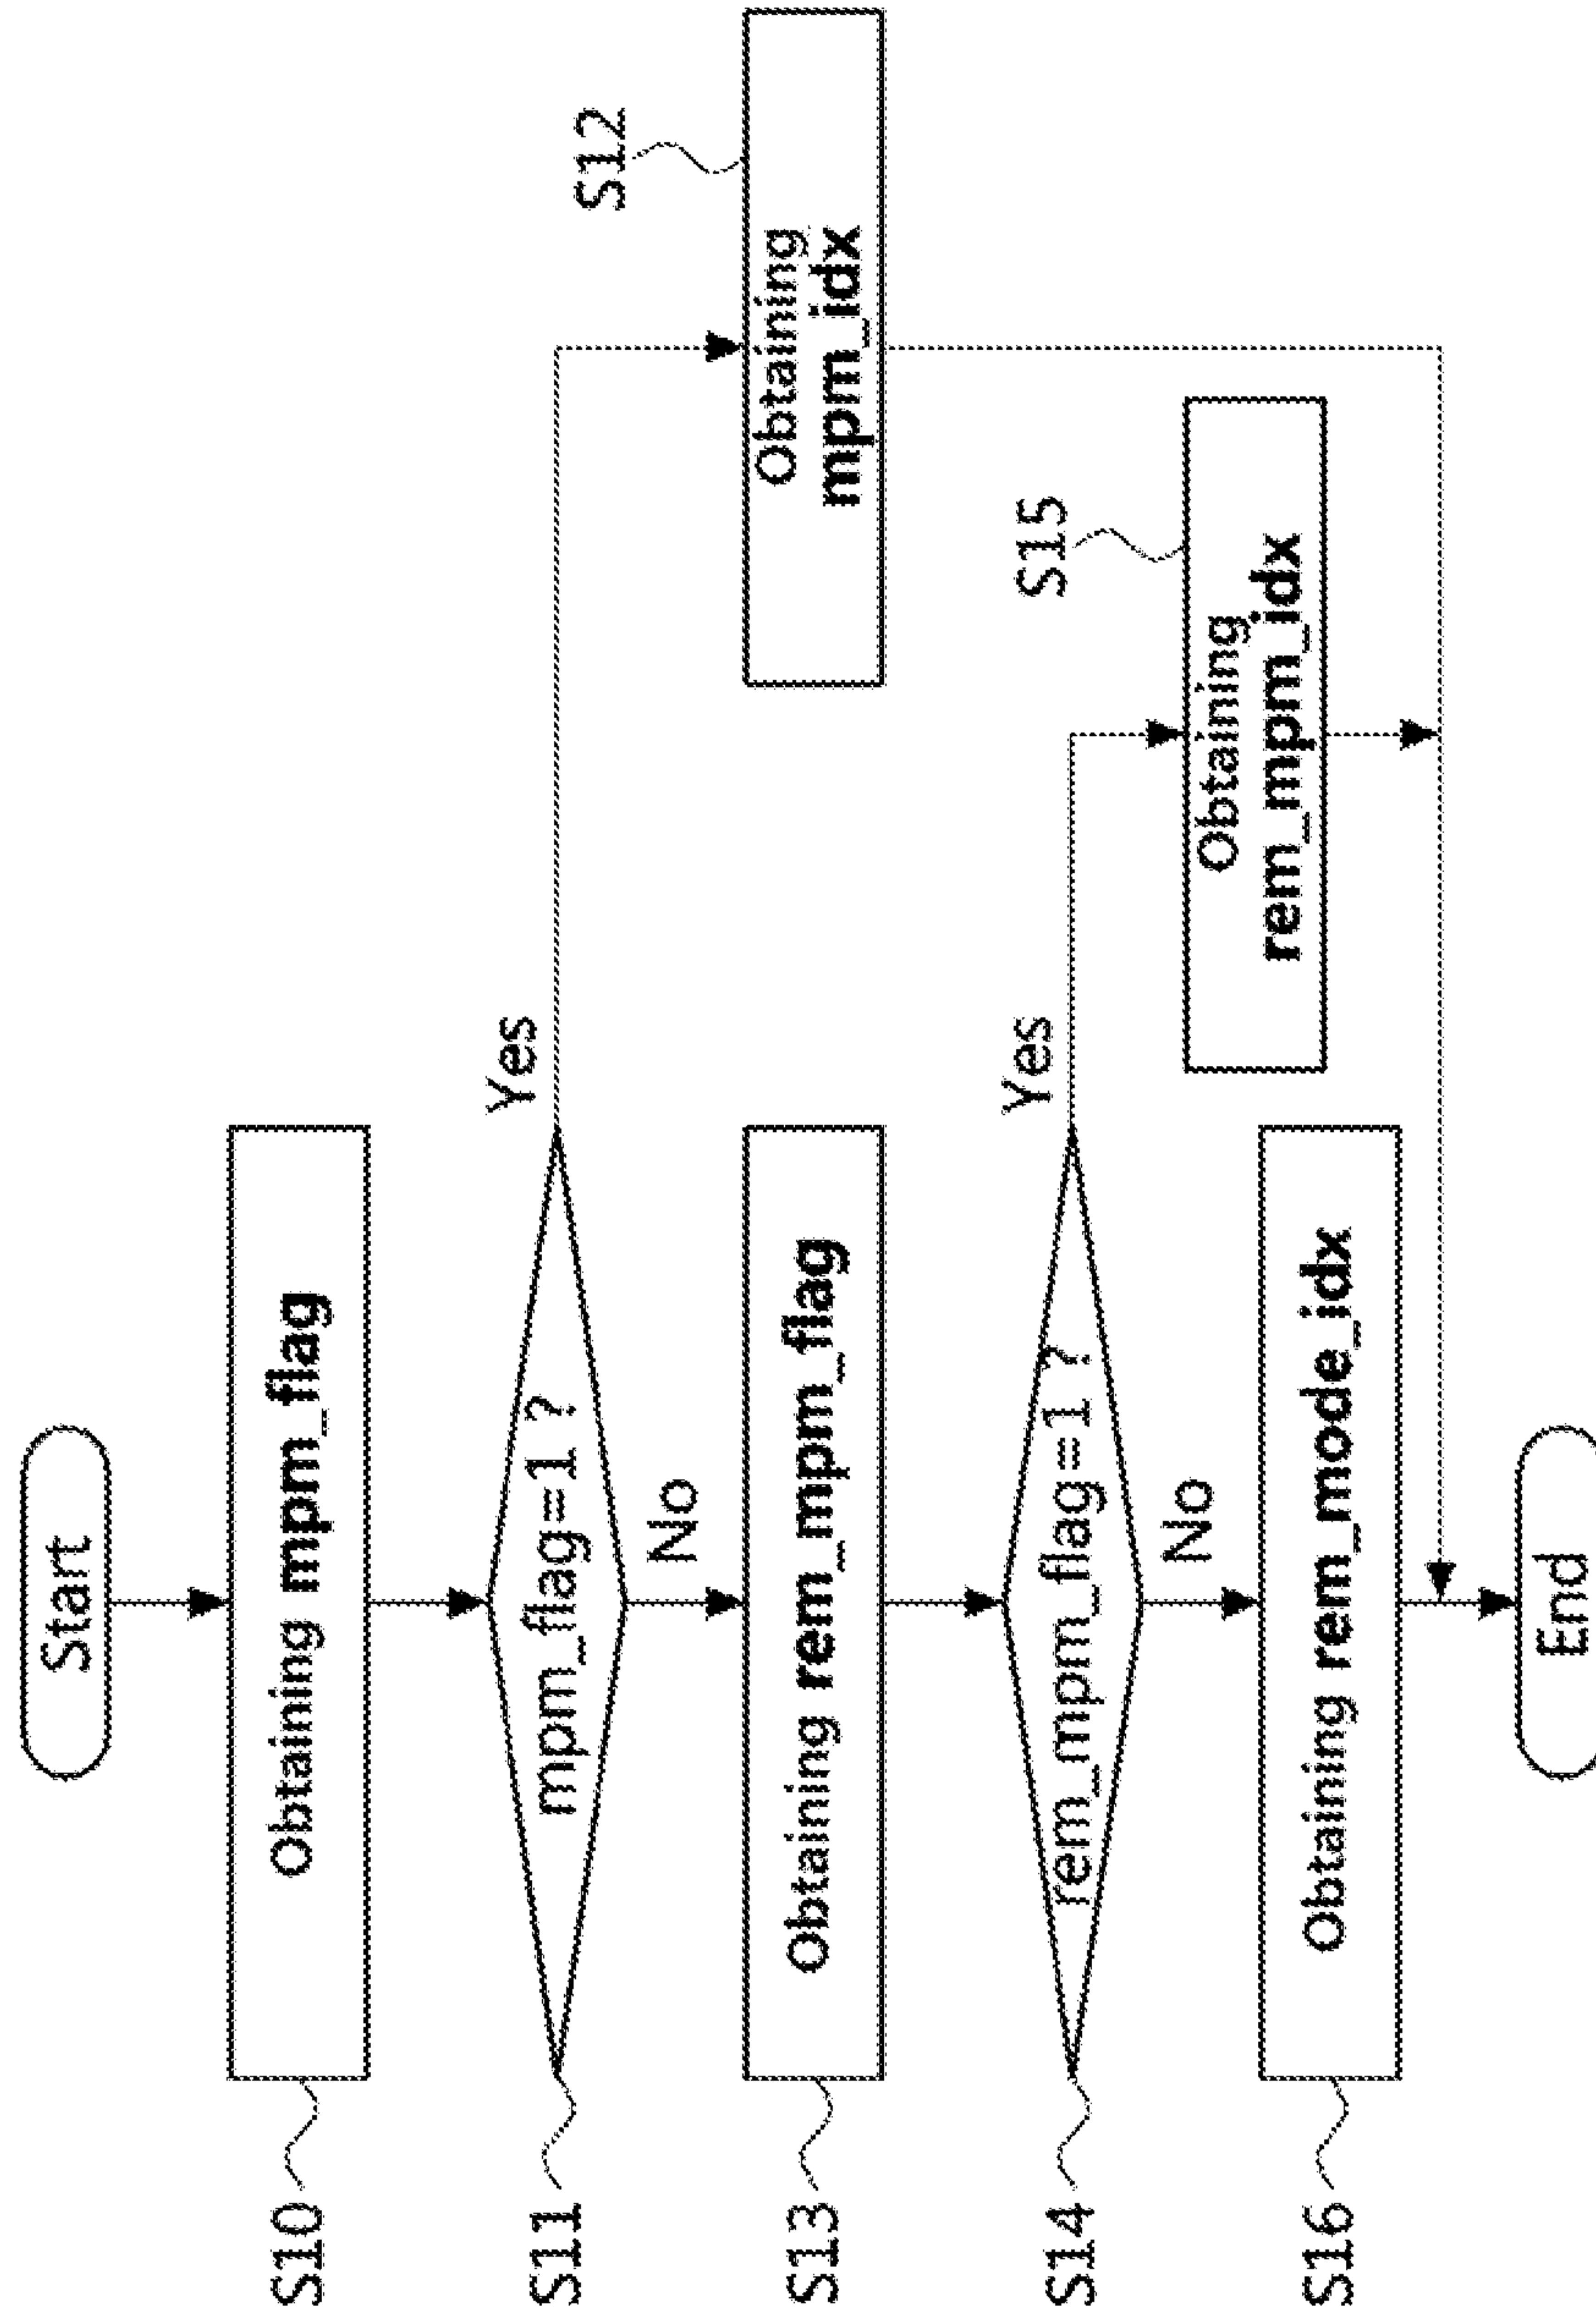 Start
S10
Obtaining mpm_flag
S11
mpm_flag=1 ?
Yes
No
S12
Obtaining
mpm_idx
S13
Obtaining rem_mpm_flag
S14
rem_mpm_flag=1 ?
Yes
No
S15
Obtaining
rem_mpm_idx
S16
Obtaining rem_mode_idx
End